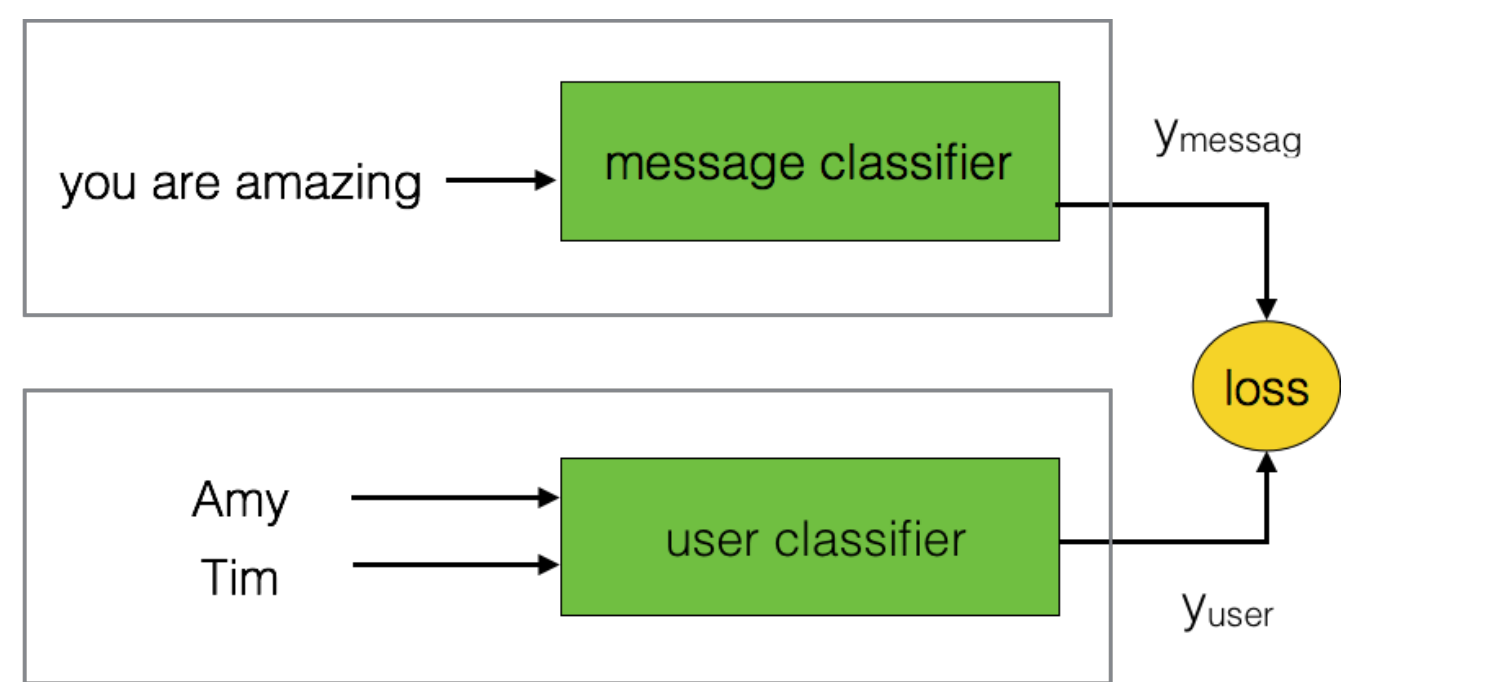 you are amazing
message classifier
ymessag
loss
Amy
Tim
user classifier
yuser